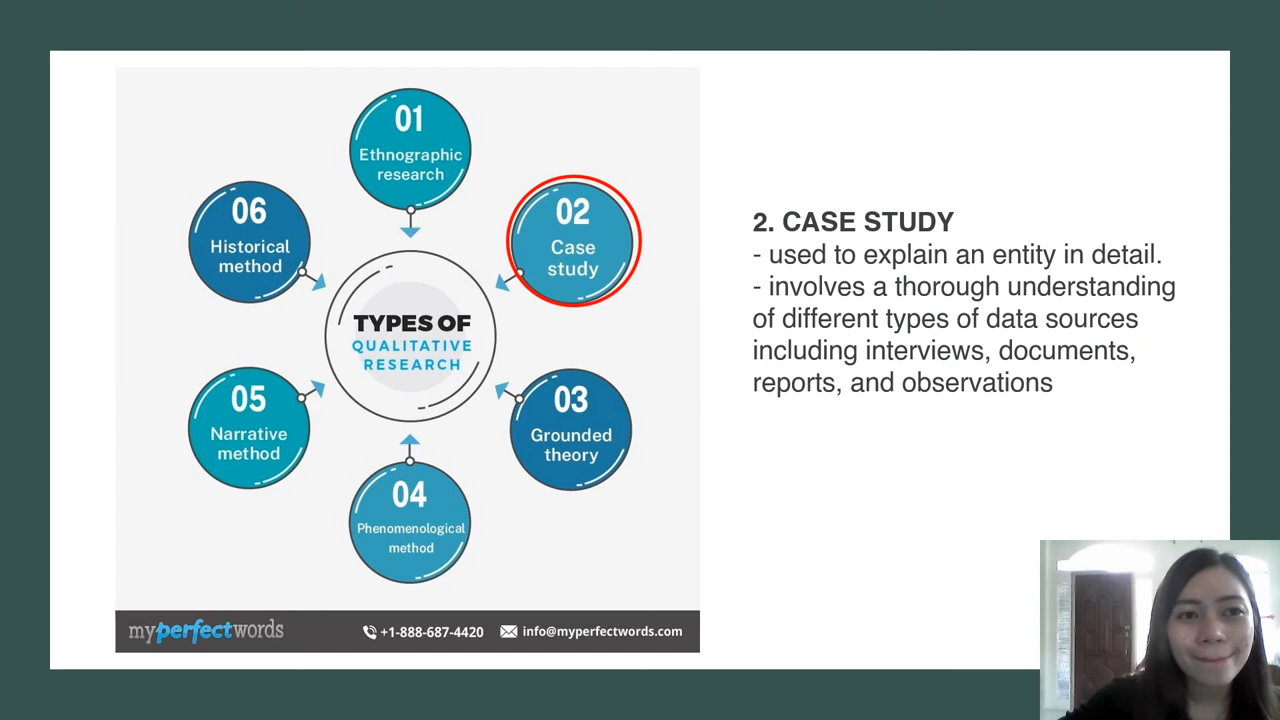 01
Ethnographic
research
02
Case
study
03
Grounded
theory
04
Phenomenological
method
05
Narrative
method
06
Historical
method
TYPES OF
QUALITATIVE
RESEARCH
myperfectwords
+1-888-687-4420
info@myperfectwords.com
2. CASE STUDY
- used to explain an entity in detail.
- involves a thorough understanding
of different types of data sources
including interviews, documents,
reports, and observations